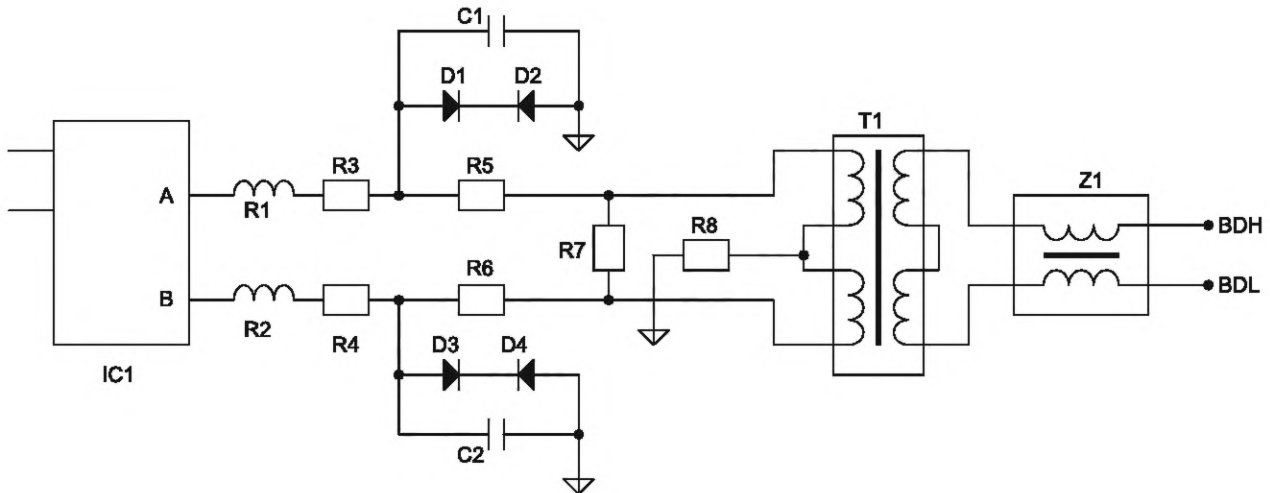 C1
D1
D2
T1
R3
R5
Z1
A
R1
BDH
R8
R7
R6
BDL
B
R2
R4
D3
D4
IC1
C2